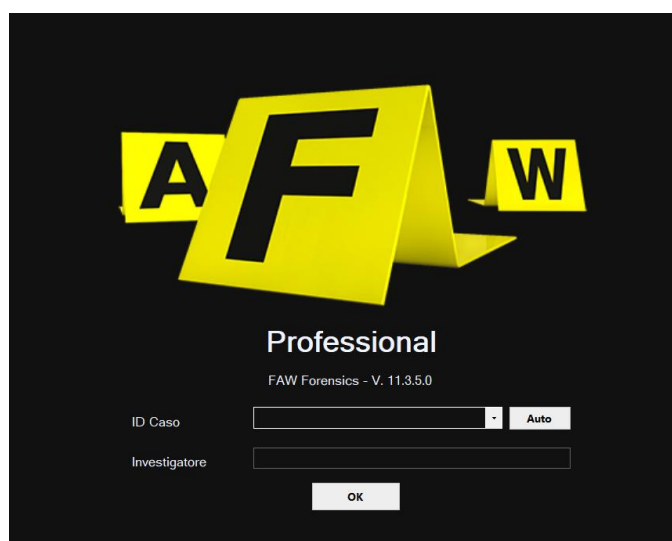 A F W
Professional
FAW Forensics - V. 11.3.5.0
ID Caso
Auto
Investigatore
OK